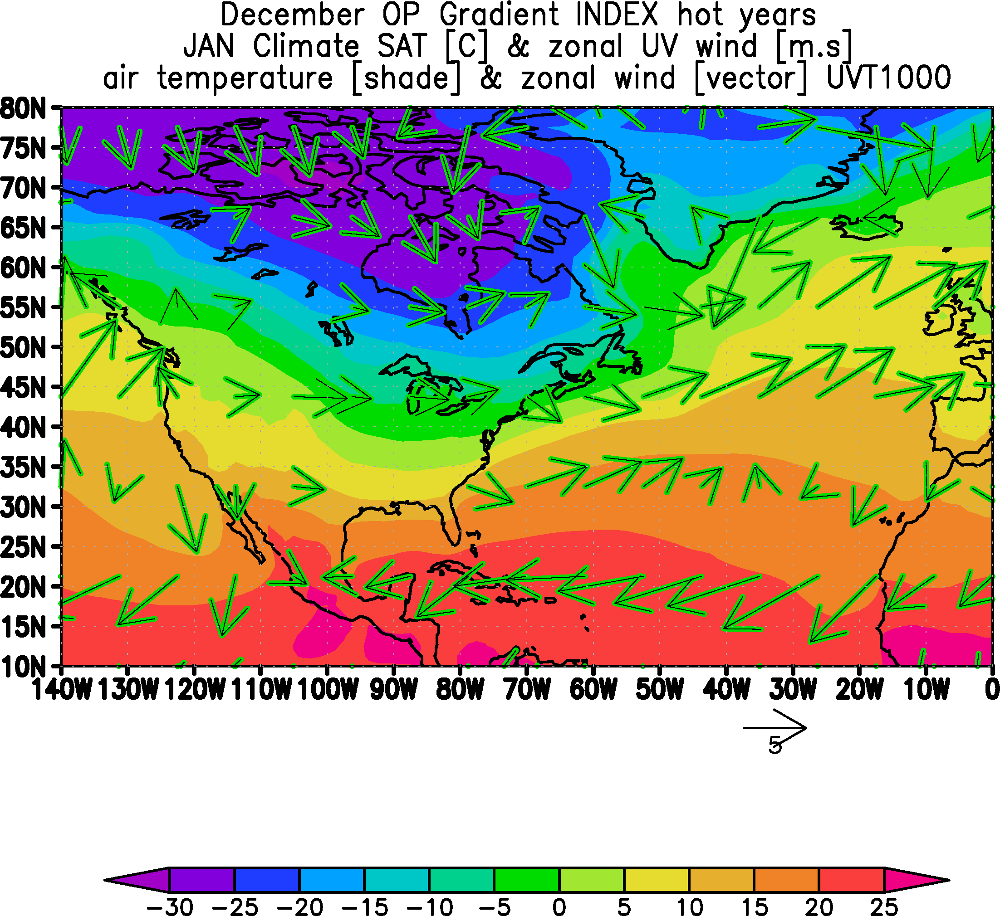 December OP Gradient INDEX hot years
JAN Climate SAT [C] & zonal UV wind [m.s]
air temperature [shade] & zonal wind [vector] UVT1000
80N
75N
70N
65N
60N
55N
50N
45N
40N
35N
30N
25N
20N
15N
10N
140W 130W 120W 110W 100W 90W 80W 70W 60W 50W 40W 30W 20W 10W 0
5
-30 -25 -20 -15 -10 -5 0 5 10 15 20 25